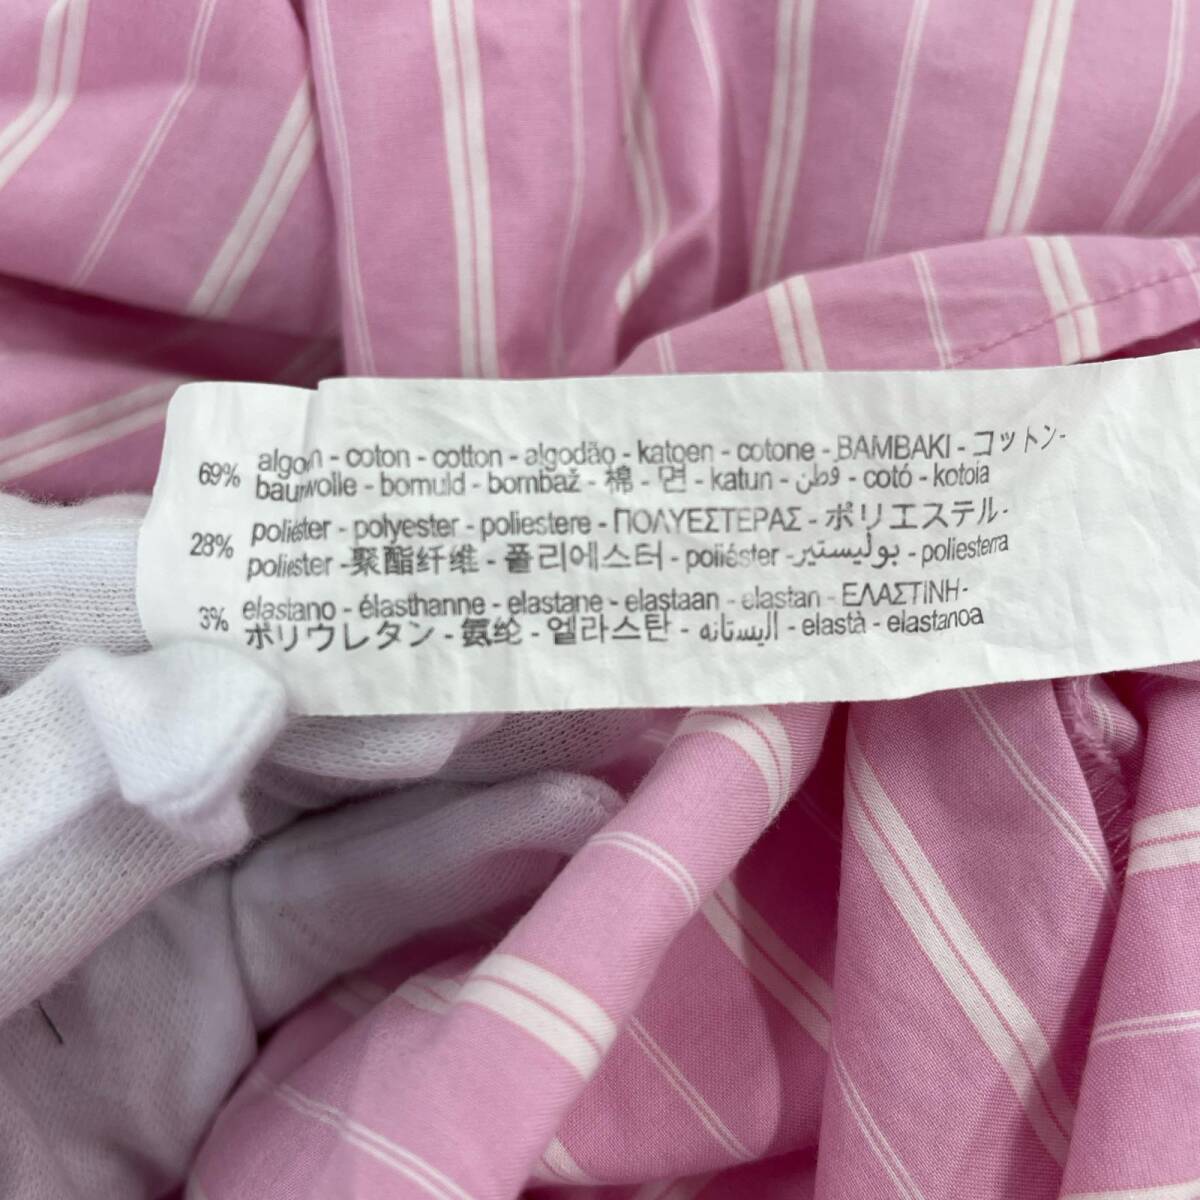 69% algodón - coton - cotton - algodão - katoen - cotone - BAMBAKI - コットン-
baumwolle - bomuld - bombaž - 棉 - 면 - katun - قطن - cotó - kotoia
28% poliéster - polyester - poliestere - ΠΟΛΥΕΣΤΕΡΑΣ - ポリエステル-
poliester -聚酯纤维 - 폴리에스터 - poliéster -بوليستير - poliesterra
3% elastano - élasthanne - elastane - elastaan - elastan - ΕΛΑΣΤΙΝΗ-
ポリウレタン - 氨纶 - 엘라스탄 - اليستانه - elastà - elastanoa